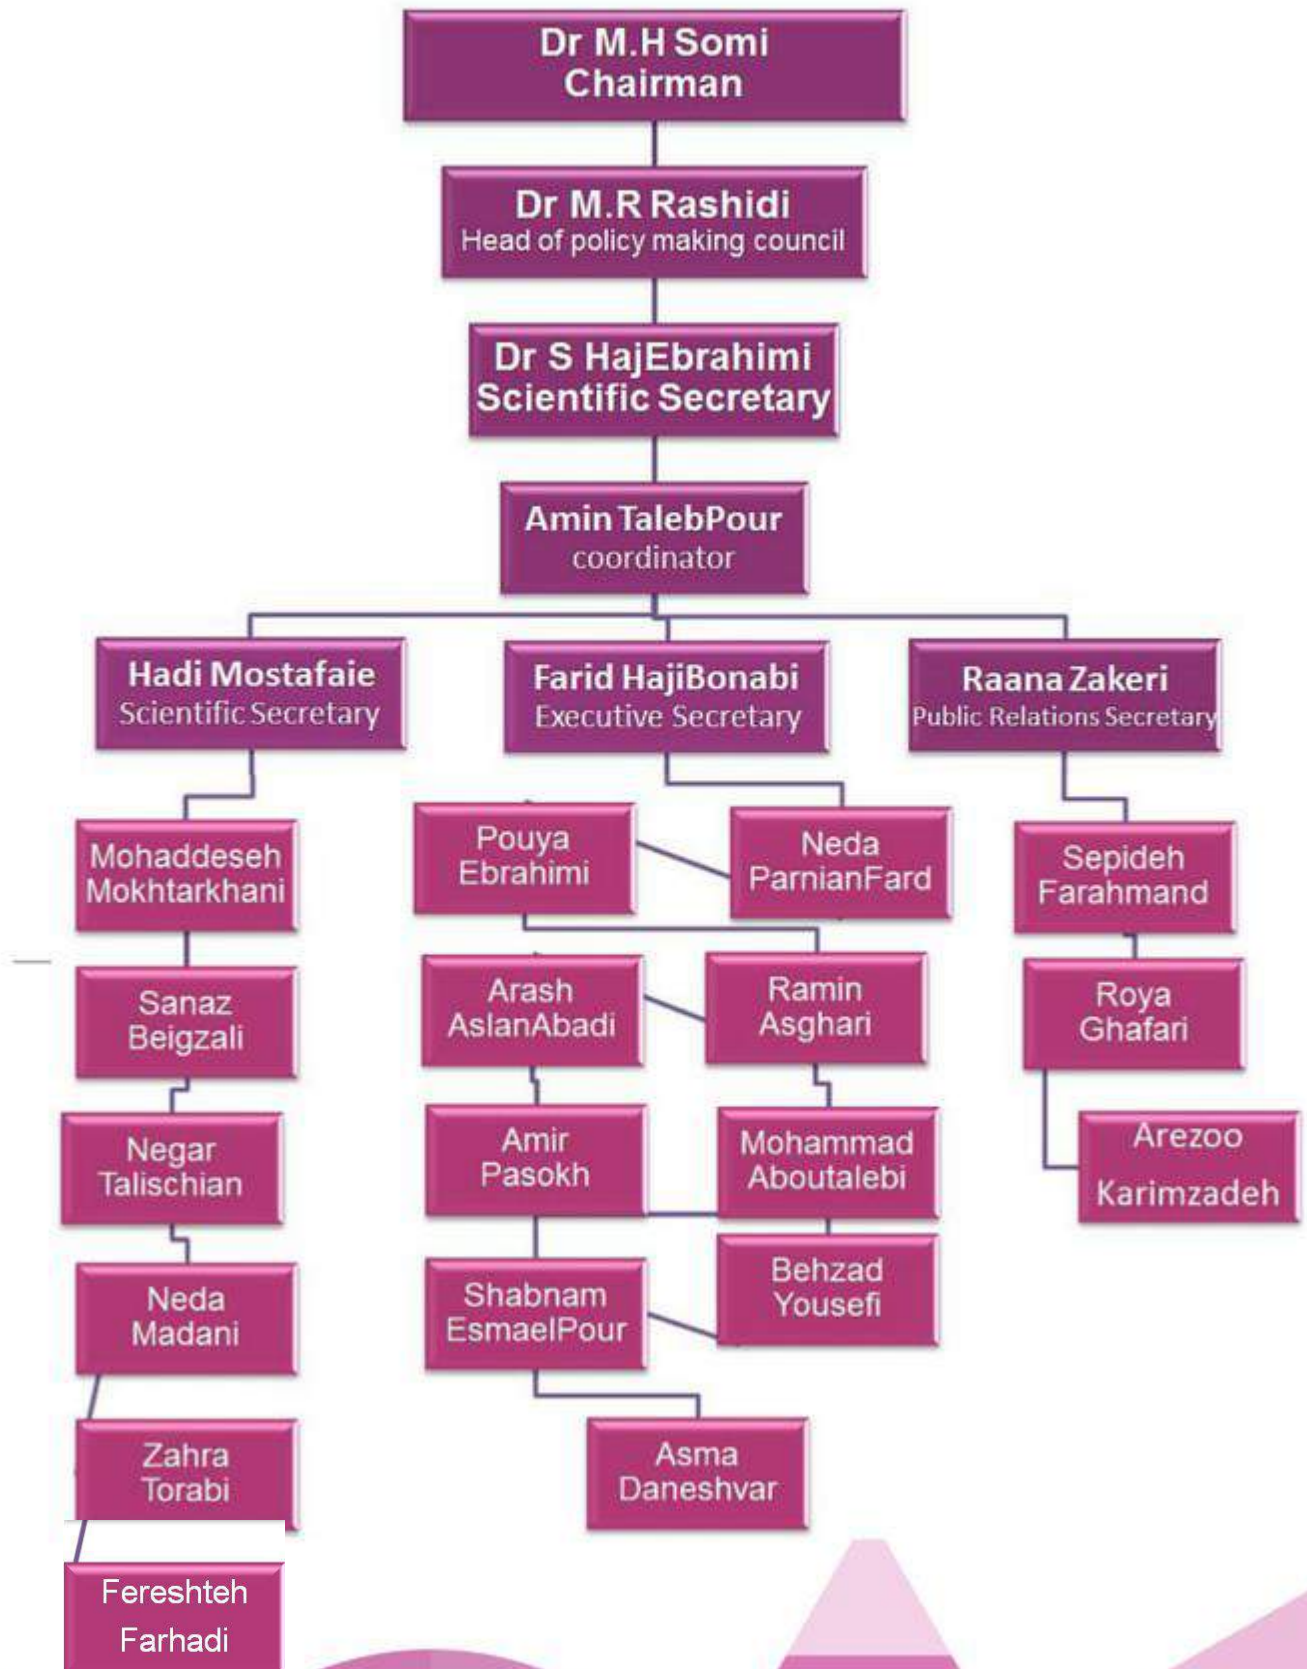 Dr M.H Somi
Chairman
Dr M.R Rashidi
Head of policy making council
Dr S HajEbrahimi
Scientific Secretary
Amin TalebPour
coordinator
Hadi Mostafaie
Scientific Secretary
Farid HajiBonabi
Executive Secretary
Raana Zakeri
Public Relations Secretary
Mohaddeseh
Mokhtarkhani
Sanaz
Beigzali
Negar
Talischian
Neda
Madani
Zahra
Torabi
Fereshteh
Farhadi
Pouya
Ebrahimi
Neda
ParnianFard
Arash
AslanAbadi
Ramin
Asghari
Amir
Pasokh
Mohammad
Aboutalebi
Shabnam
EsmaelPour
Behzad
Yousefi
Asma
Daneshvar
Sepideh
Farahmand
Roya
Ghafari
Arezoo
Karimzadeh